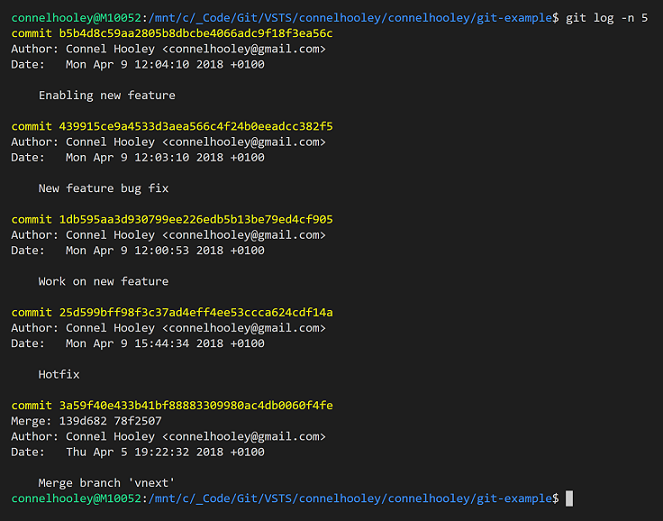 connelhooley@M10052:/mnt/c/_Code/Git/VSTS/connelhooley/connelhooley/git-example$ git log -n 5
commit b5b4d8c59aa2805b8dbcbe4066adc9f18f3ea56c
Author: Connel Hooley <connelhooley@gmail.com>
Date:   Mon Apr 9 12:04:10 2018 +0100
    Enabling new feature
commit 439915ce9a4533d3aea566c4f24b0eeadcc382f5
Author: Connel Hooley <connelhooley@gmail.com>
Date:   Mon Apr 9 12:03:10 2018 +0100
    New feature bug fix
commit 1db595aa3d930799ee226edb5b13be79ed4cf905
Author: Connel Hooley <connelhooley@gmail.com>
Date:   Mon Apr 9 12:00:53 2018 +0100
    Work on new feature
commit 25d599bff98f3c37ad4eff4ee53ccca624cdf14a
Author: Connel Hooley <connelhooley@gmail.com>
Date:   Mon Apr 9 15:44:34 2018 +0100
    Hotfix
commit 3a59f40e433b41bf88883309980ac4db0060f4fe
Merge: 139d682 78f2507
Author: Connel Hooley <connelhooley@gmail.com>
Date:   Thu Apr 5 19:22:32 2018 +0100
    Merge branch 'vnext'
connelhooley@M10052:/mnt/c/_Code/Git/VSTS/connelhooley/connelhooley/git-example$